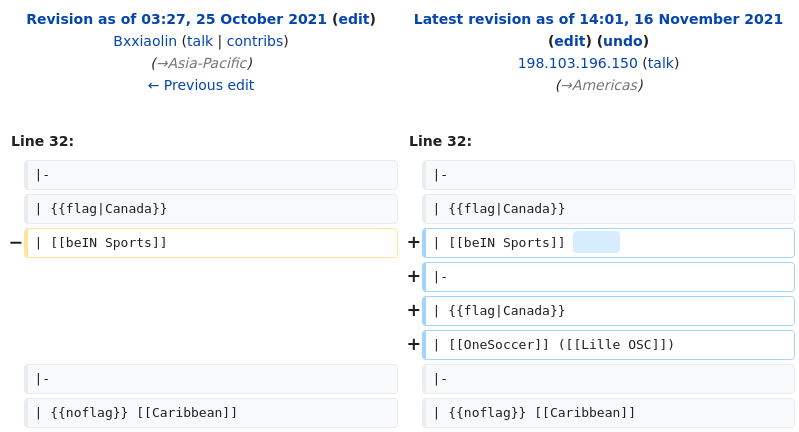 Revision as of 03:27, 25 October 2021 (edit)
Bxxiaolin (talk | contribs)
(→Asia-Pacific)
← Previous edit
Latest revision as of 14:01, 16 November 2021
(edit) (undo)
198.103.196.150 (talk)
(→Americas)
Line 32:
Line 32:
|-
|-
| {{flag|Canada}}
| {{flag|Canada}}
− | [[beIN Sports]]
+ | [[beIN Sports]]
+ |-
+ | {{flag|Canada}}
+ | [[OneSoccer]] ([[Lille OSC]])
|-
|-
| {{noflag}} [[Caribbean]]
| {{noflag}} [[Caribbean]]